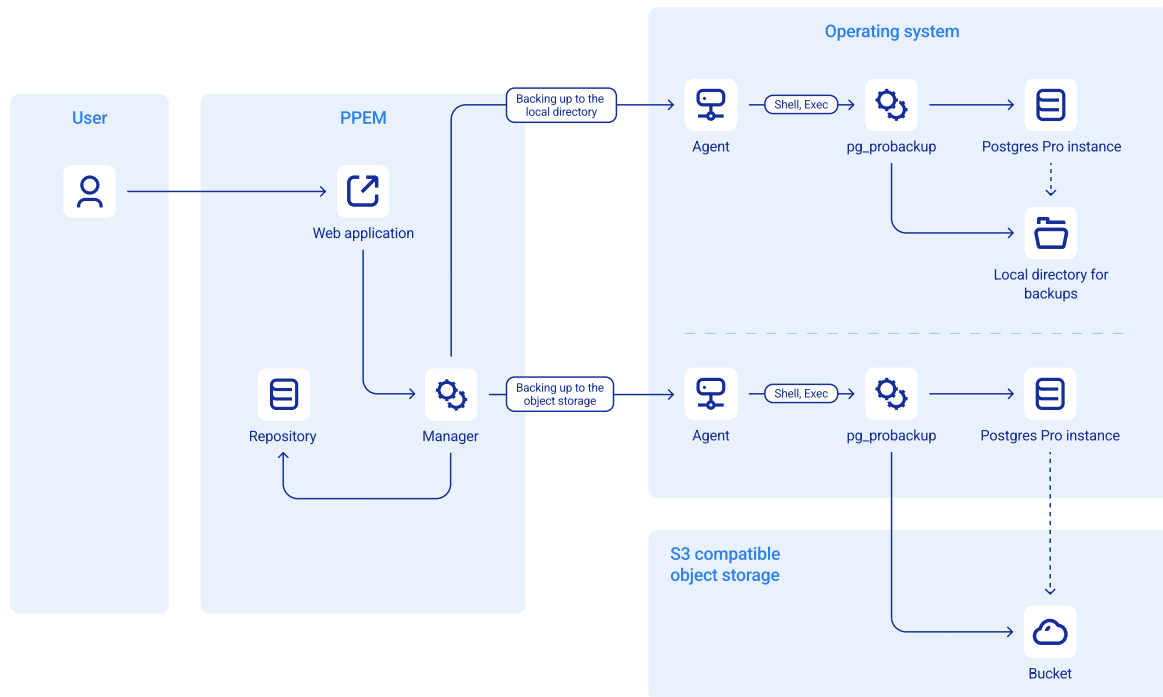 Operating system
User
PPEM
Backing up to the
local directory
Shell, Exec
Agent
pg_probackup
Postgres Pro instance
Web application
Local directory for
backups
Backing up to the
object storage
Shell, Exec
Repository
Manager
Agent
pg_probackup
Postgres Pro instance
S3 compatible
object storage
Bucket